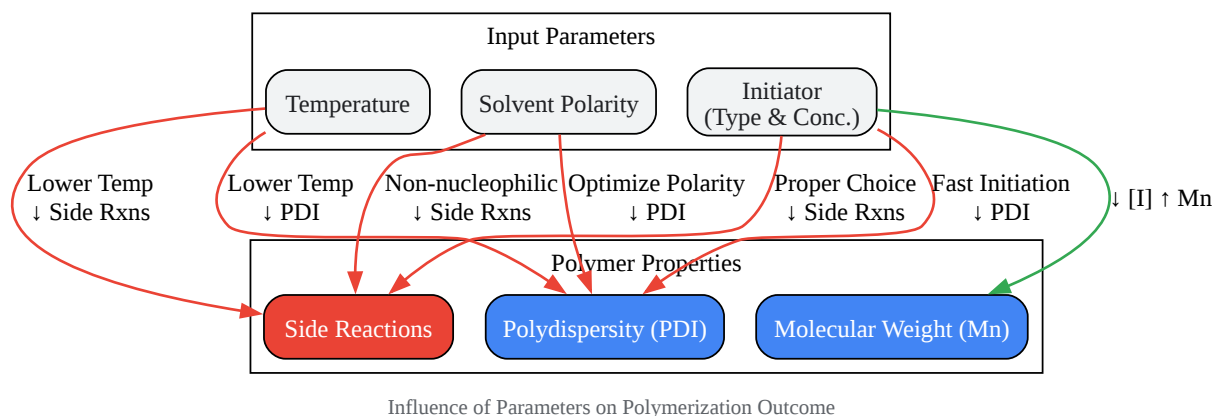 Input Parameters
Temperature
Solvent Polarity
Initiator
(Type & Conc.)
Lower Temp
↓ Side Rxns
Lower Temp
↓ PDI
Non-nucleophilic
↓ Side Rxns
Optimize Polarity
↓ PDI
Proper Choice
↓ Side Rxns
Fast Initiation
↓ PDI
↓ [I] ↑ Mn
Polymer Properties
Side Reactions
Polydispersity (PDI)
Molecular Weight (Mn)
Influence of Parameters on Polymerization Outcome